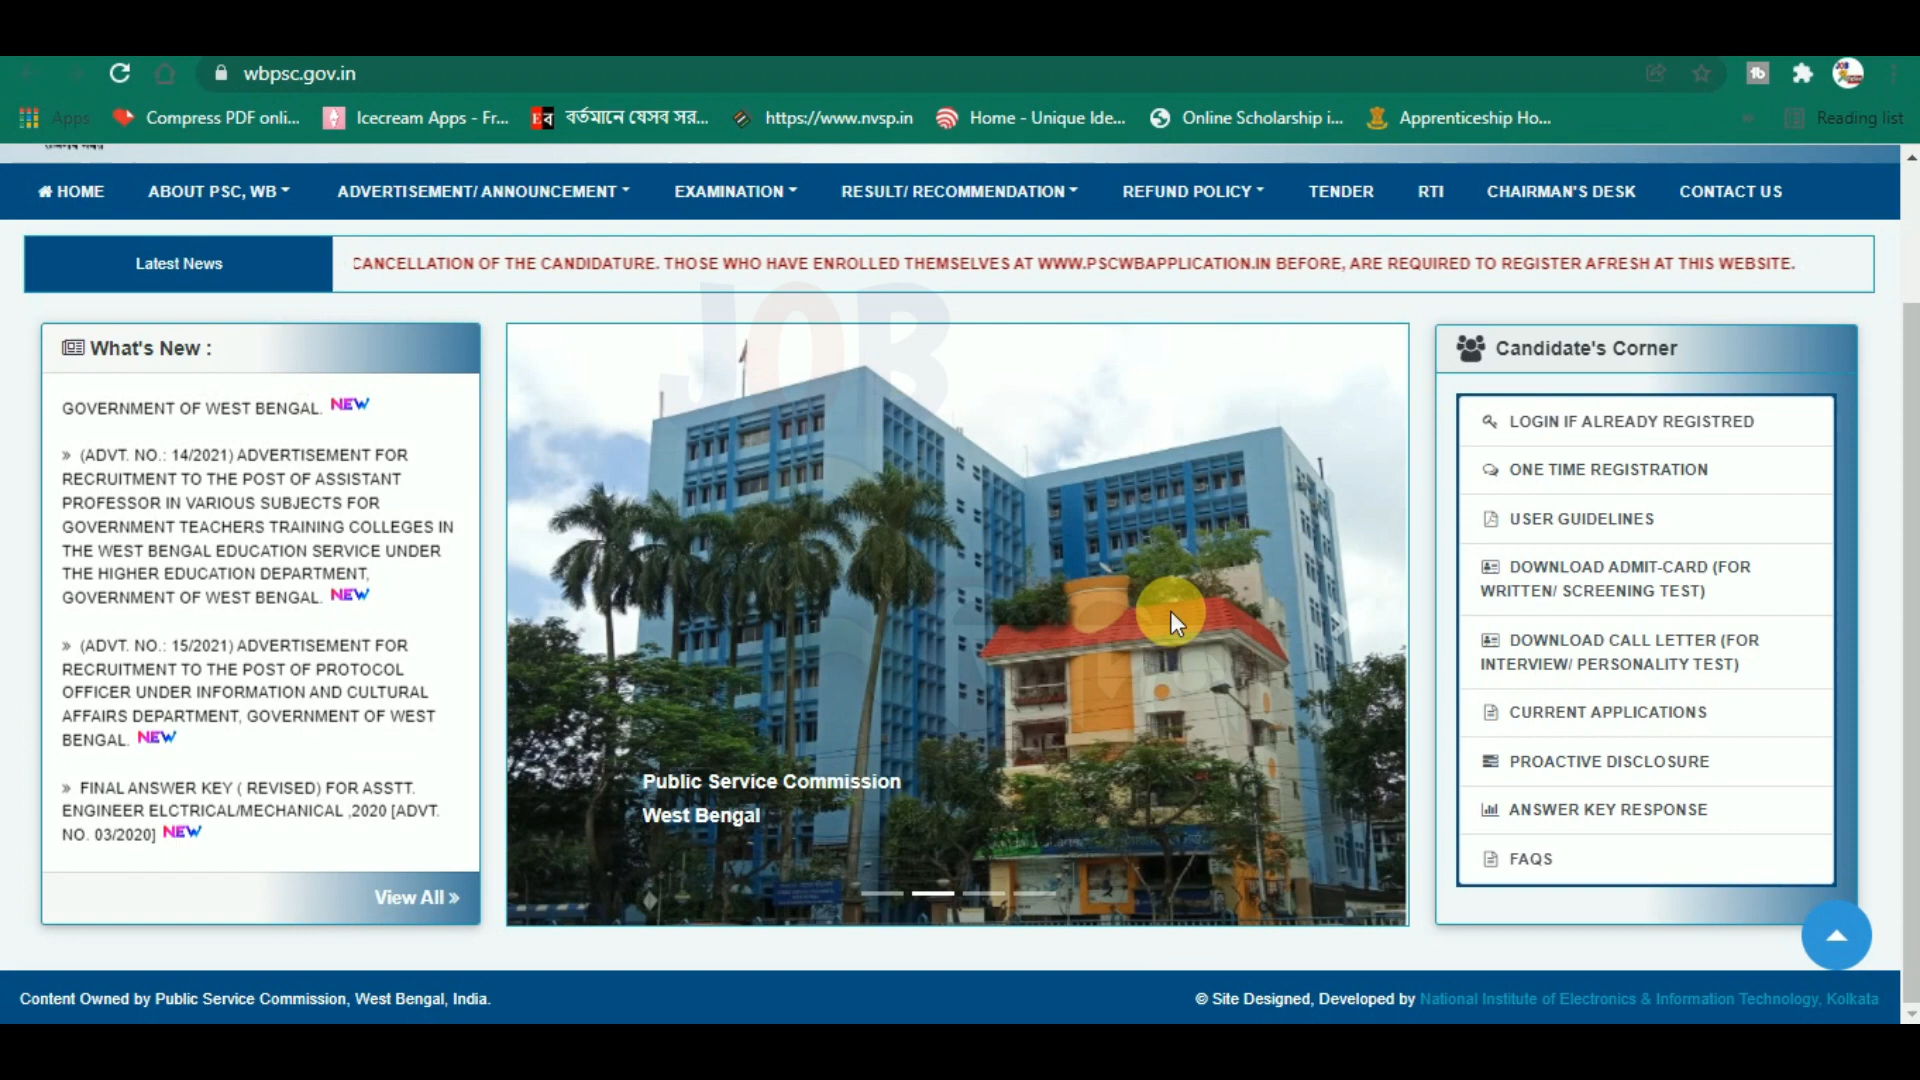 wbpsc.gov.in
Apps Compress PDF onli... Icecream Apps - Fr... বর্তমানে যেসব সর... https://www.nvsp.in Home - Unique Ide... Online Scholarship i... Apprenticeship Ho... Reading list
HOME ABOUT PSC, WB ADVERTISEMENT/ ANNOUNCEMENT EXAMINATION RESULT/ RECOMMENDATION REFUND POLICY TENDER RTI CHAIRMAN'S DESK CONTACT US
Latest News CANCELLATION OF THE CANDIDATURE. THOSE WHO HAVE ENROLLED THEMSELVES AT WWW.PSCWBAPPLICATION.IN BEFORE, ARE REQUIRED TO REGISTER AFRESH AT THIS WEBSITE.
JOB
What's New :
GOVERNMENT OF WEST BENGAL. NEW
» (ADVT. NO.: 14/2021) ADVERTISEMENT FOR
RECRUITMENT TO THE POST OF ASSISTANT
PROFESSOR IN VARIOUS SUBJECTS FOR
GOVERNMENT TEACHERS TRAINING COLLEGES IN
THE WEST BENGAL EDUCATION SERVICE UNDER
THE HIGHER EDUCATION DEPARTMENT,
GOVERNMENT OF WEST BENGAL. NEW
» (ADVT. NO.: 15/2021) ADVERTISEMENT FOR
RECRUITMENT TO THE POST OF PROTOCOL
OFFICER UNDER INFORMATION AND CULTURAL
AFFAIRS DEPARTMENT, GOVERNMENT OF WEST
BENGAL. NEW
» FINAL ANSWER KEY ( REVISED) FOR ASSTT.
ENGINEER ELCTRICAL/MECHANICAL ,2020 [ADVT.
NO. 03/2020] NEW
View All »
Public Service Commission
West Bengal
Candidate's Corner
LOGIN IF ALREADY REGISTRED
ONE TIME REGISTRATION
USER GUIDELINES
DOWNLOAD ADMIT-CARD (FOR
WRITTEN/ SCREENING TEST)
DOWNLOAD CALL LETTER (FOR
INTERVIEW/ PERSONALITY TEST)
CURRENT APPLICATIONS
PROACTIVE DISCLOSURE
ANSWER KEY RESPONSE
FAQS
Content Owned by Public Service Commission, West Bengal, India.
© Site Designed, Developed by National Institute of Electronics & Information Technology, Kolkata